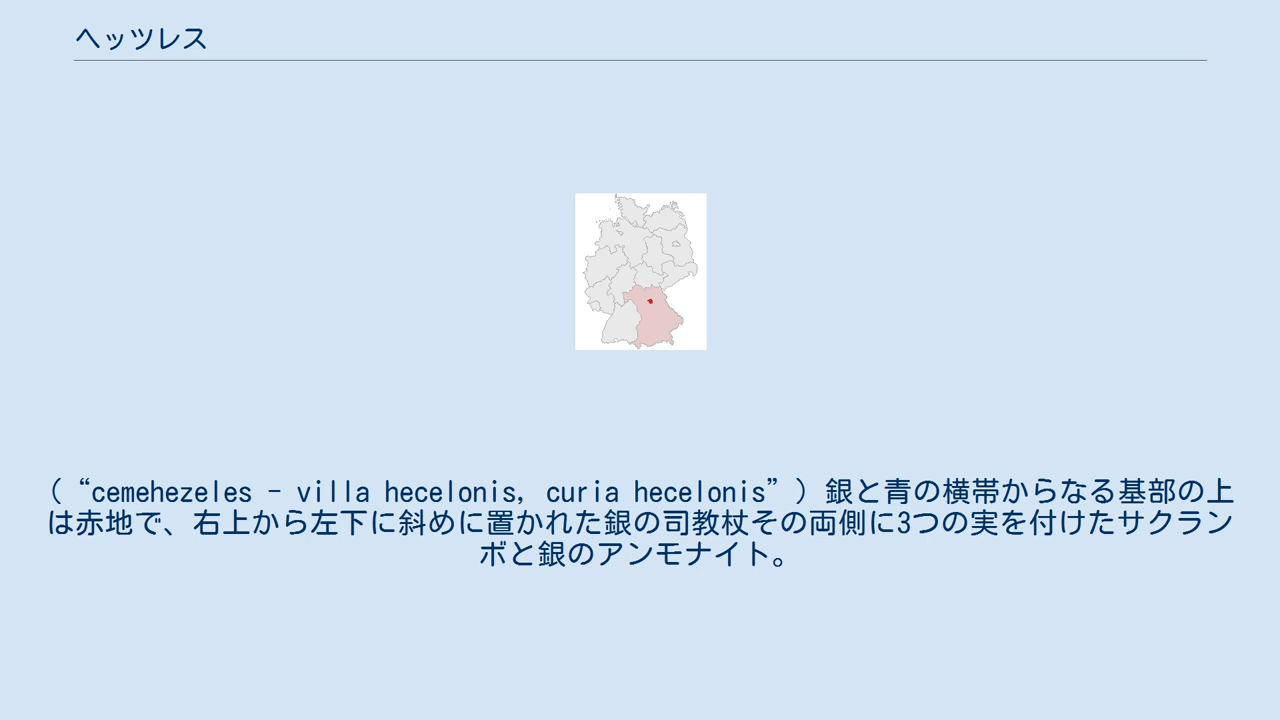 ヘッツレス
（“cemehezeles – villa hecelonis, curia hecelonis”）銀と青の横帯からなる基部の上
は赤地で、右上から左下に斜めに置かれた銀の司教杖その両側に3つの実を付けたサクラン
ボと銀のアンモナイト。